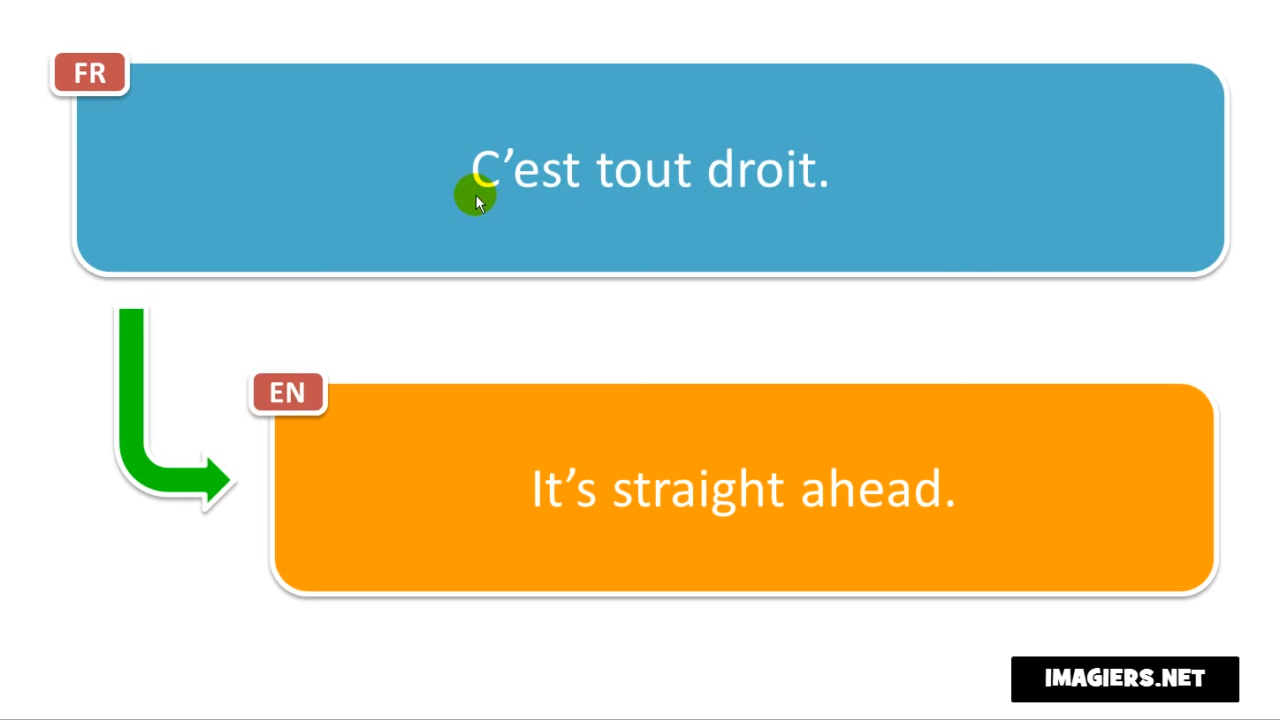 FR
C’est tout droit.
EN
It’s straight ahead.
IMAGIERS.NET